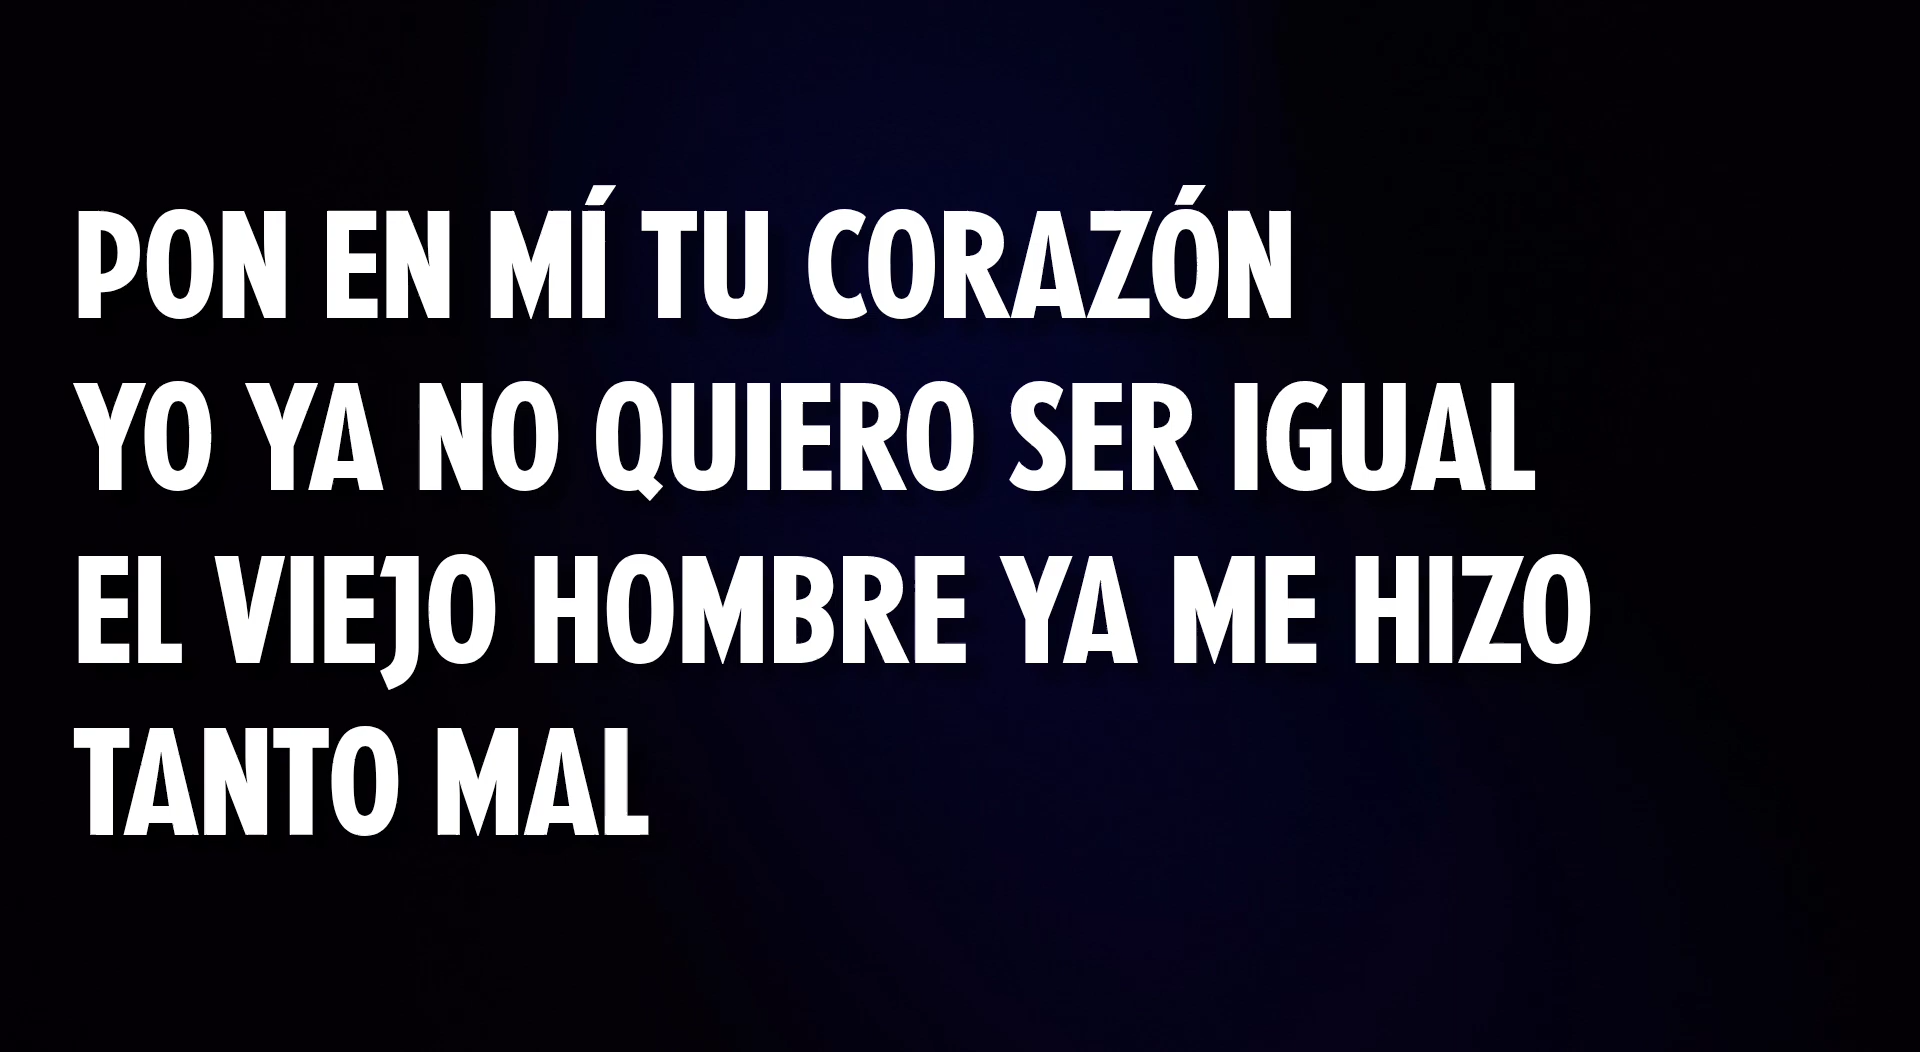 PON EN MÍ TU CORAZÓN
YO YA NO QUIERO SER IGUAL
EL VIEJO HOMBRE YA ME HIZO
TANTO MAL